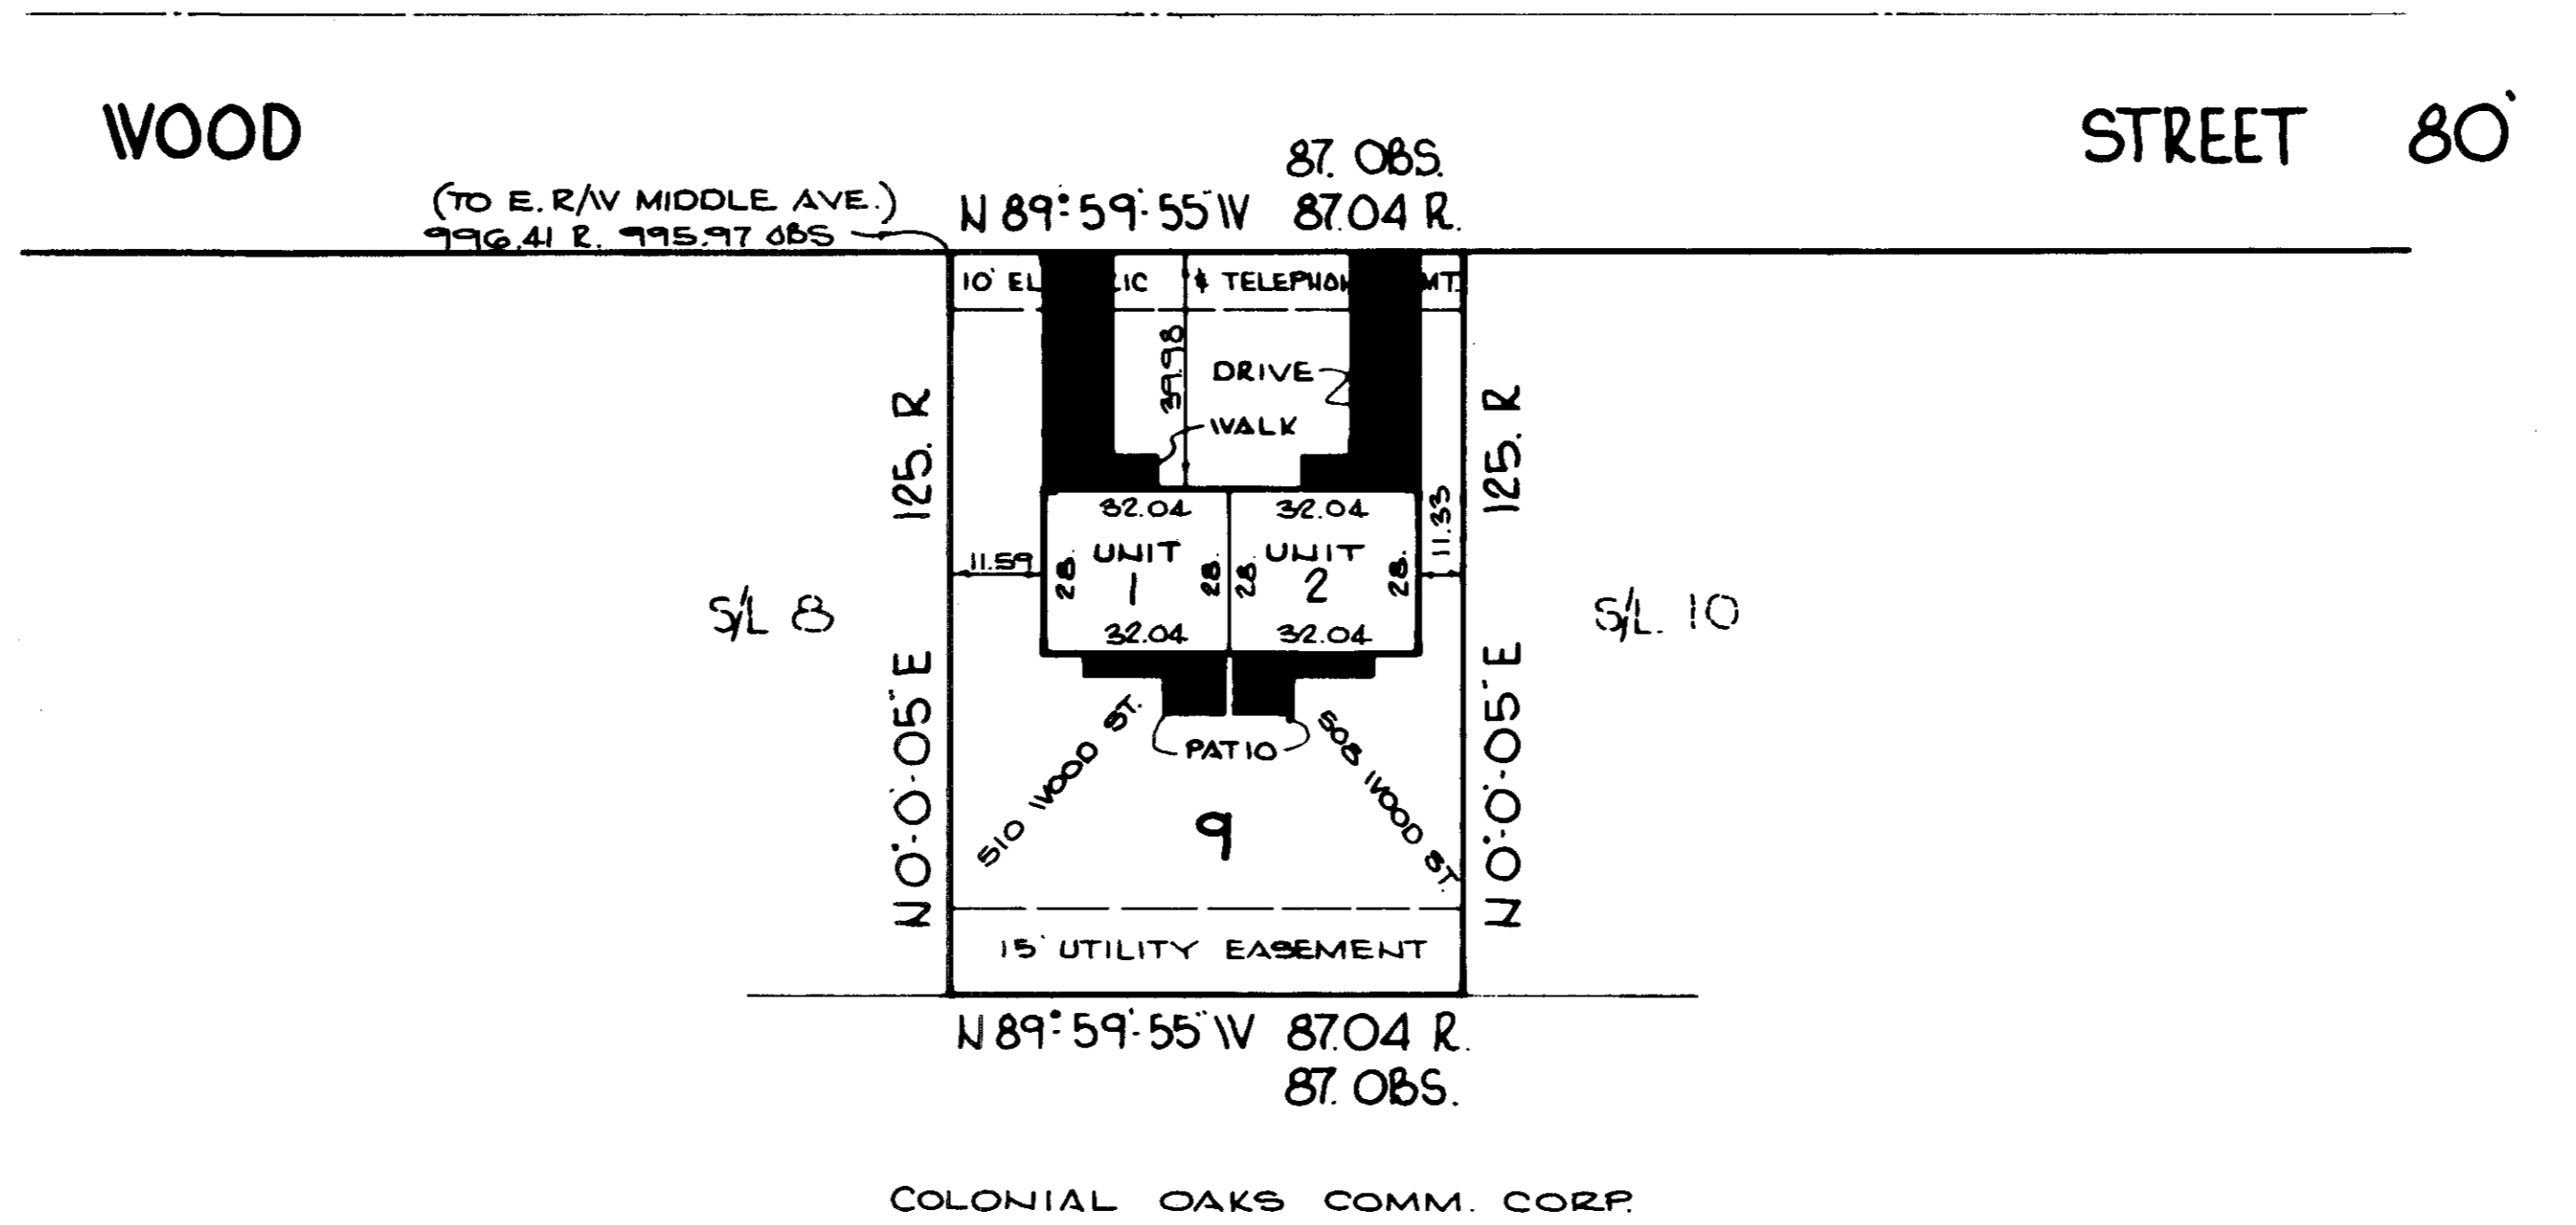 WOOD STREET 80'
87. OBS.
(TO E. R/W MIDDLE AVE.)
N 89°-59'-55" W 87.04 R.
996.41 R. 995.97 OBS
10' EL
IC & TELEPHON
MT.
39.98
DRIVE
WALK
125. R
125. R
32.04
32.04
11.33
11.59
28.
UNIT
1
28.
28.
UNIT
2
28.
32.04
32.04
S/L 8
S/L. 10
N 0°-0'-05" E
N 0°-0'-05" E
510 WOOD ST.
PATIO
508 WOOD ST.
9
15' UTILITY EASEMENT
N 89°-59'-55" W 87.04 R.
87. OBS.
COLONIAL OAKS COMM. CORP.